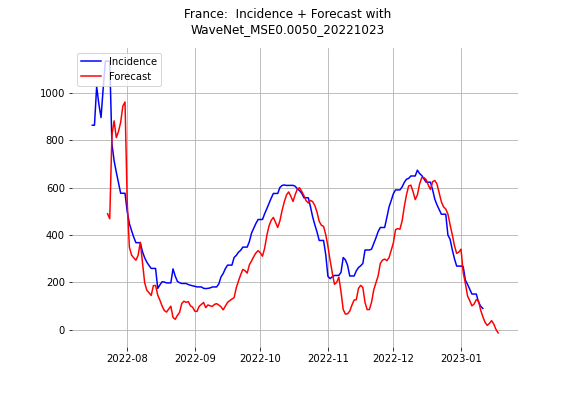 France:  Incidence + Forecast with
WaveNet_MSE0.0050_20221023
Incidence
Forecast
1000
800
600
400
200
0
2022-08 2022-09 2022-10 2022-11 2022-12 2023-01